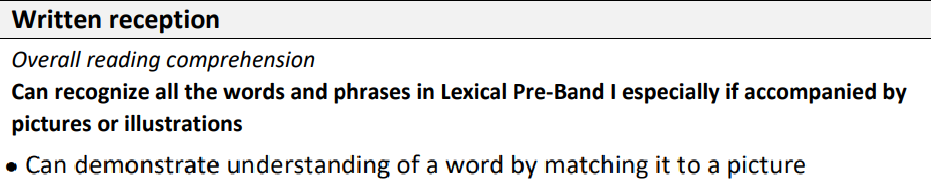 Written reception
Overall reading comprehension
Can recognize all the words and phrases in Lexical Pre-Band I especially if accompanied by
pictures or illustrations
• Can demonstrate understanding of a word by matching it to a picture